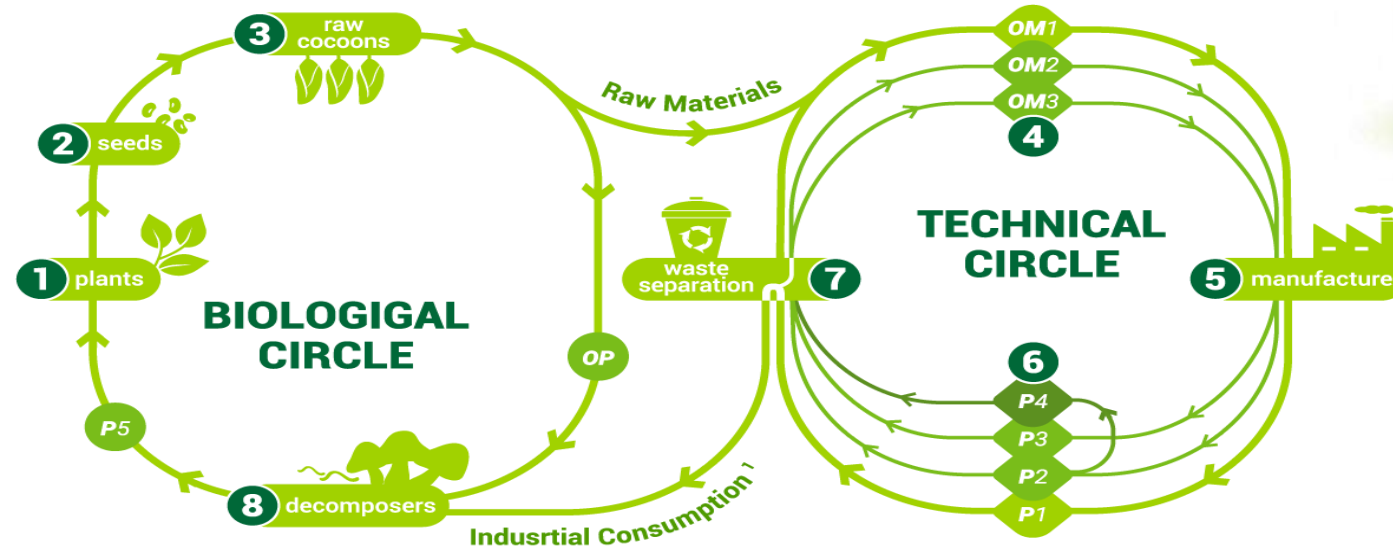 3
raw
cocoons
2
seeds
1
plants
BIOLOGIGAL
CIRCLE
P5
8
decomposers
OP
Raw Materials
waste
separation
7
Indusrtial Consumption ¹
OM1
OM2
OM3
4
TECHNICAL
CIRCLE
5
manufacture
6
P4
P3
P2
P1